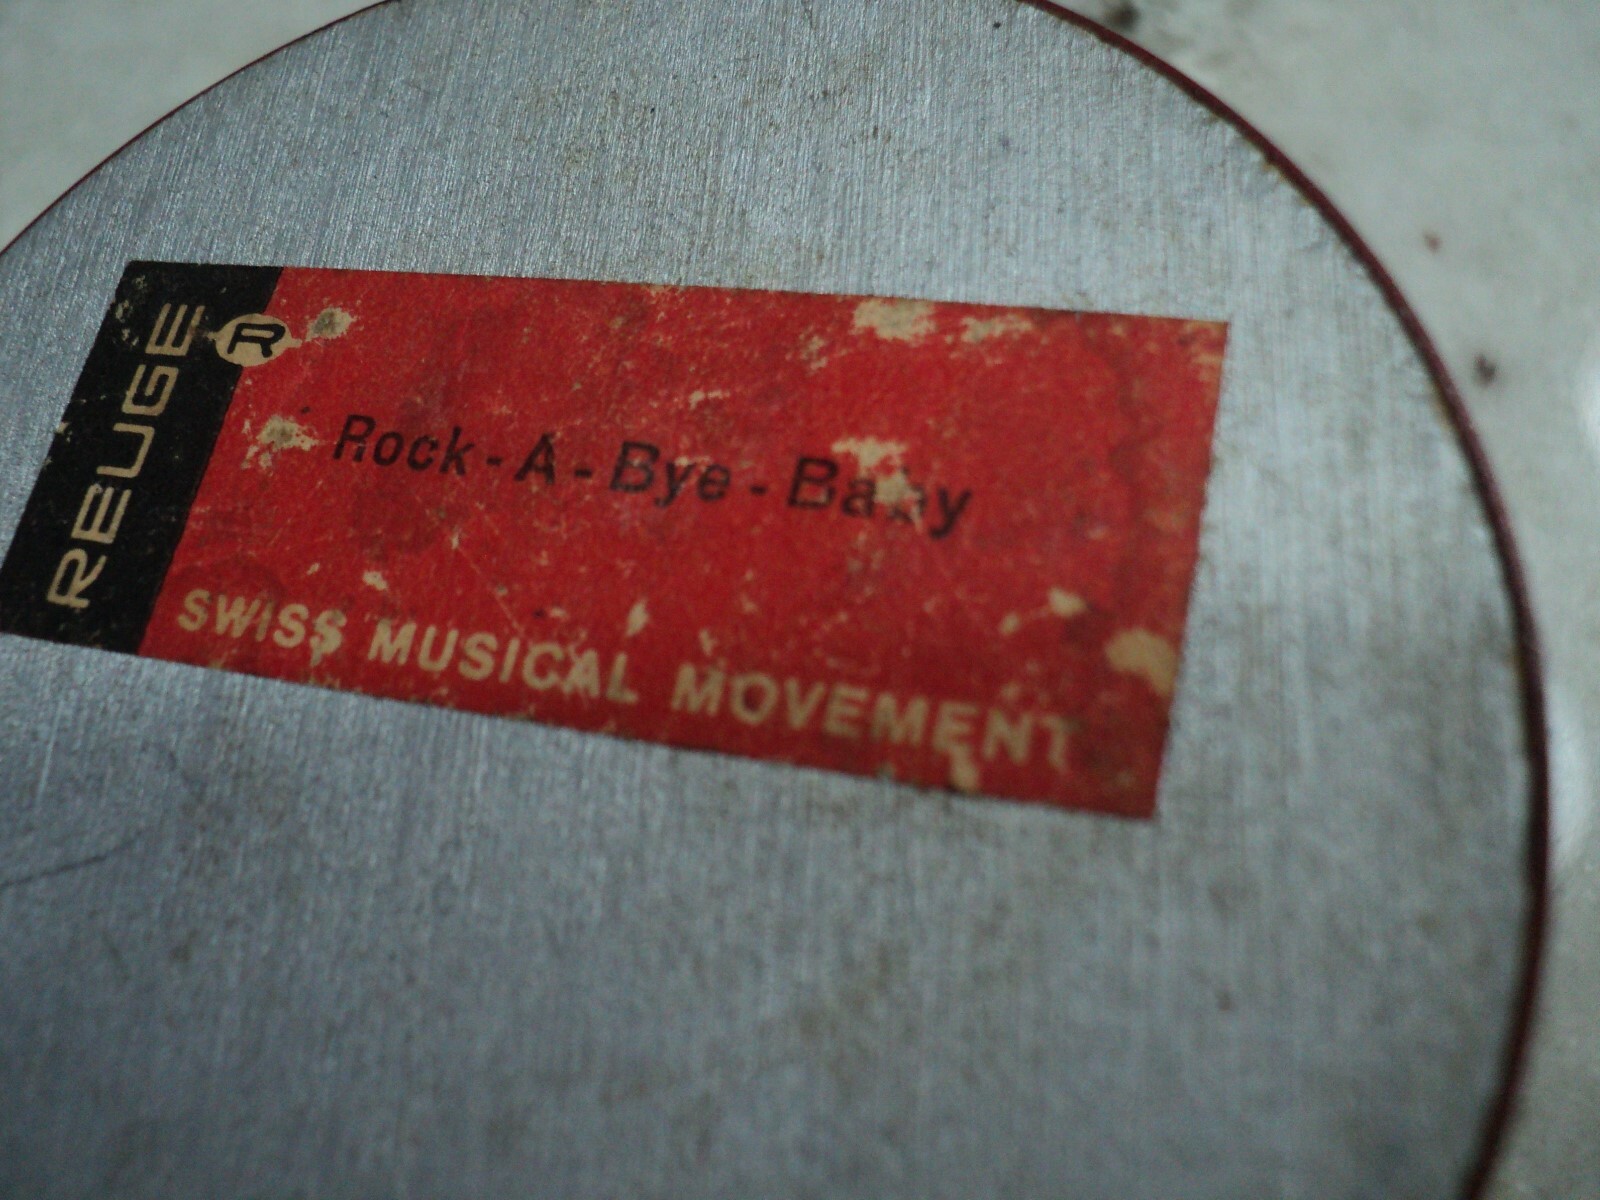 REUGE
R
Rock - A - Bye - Baby
SWISS MUSICAL MOVEMENT